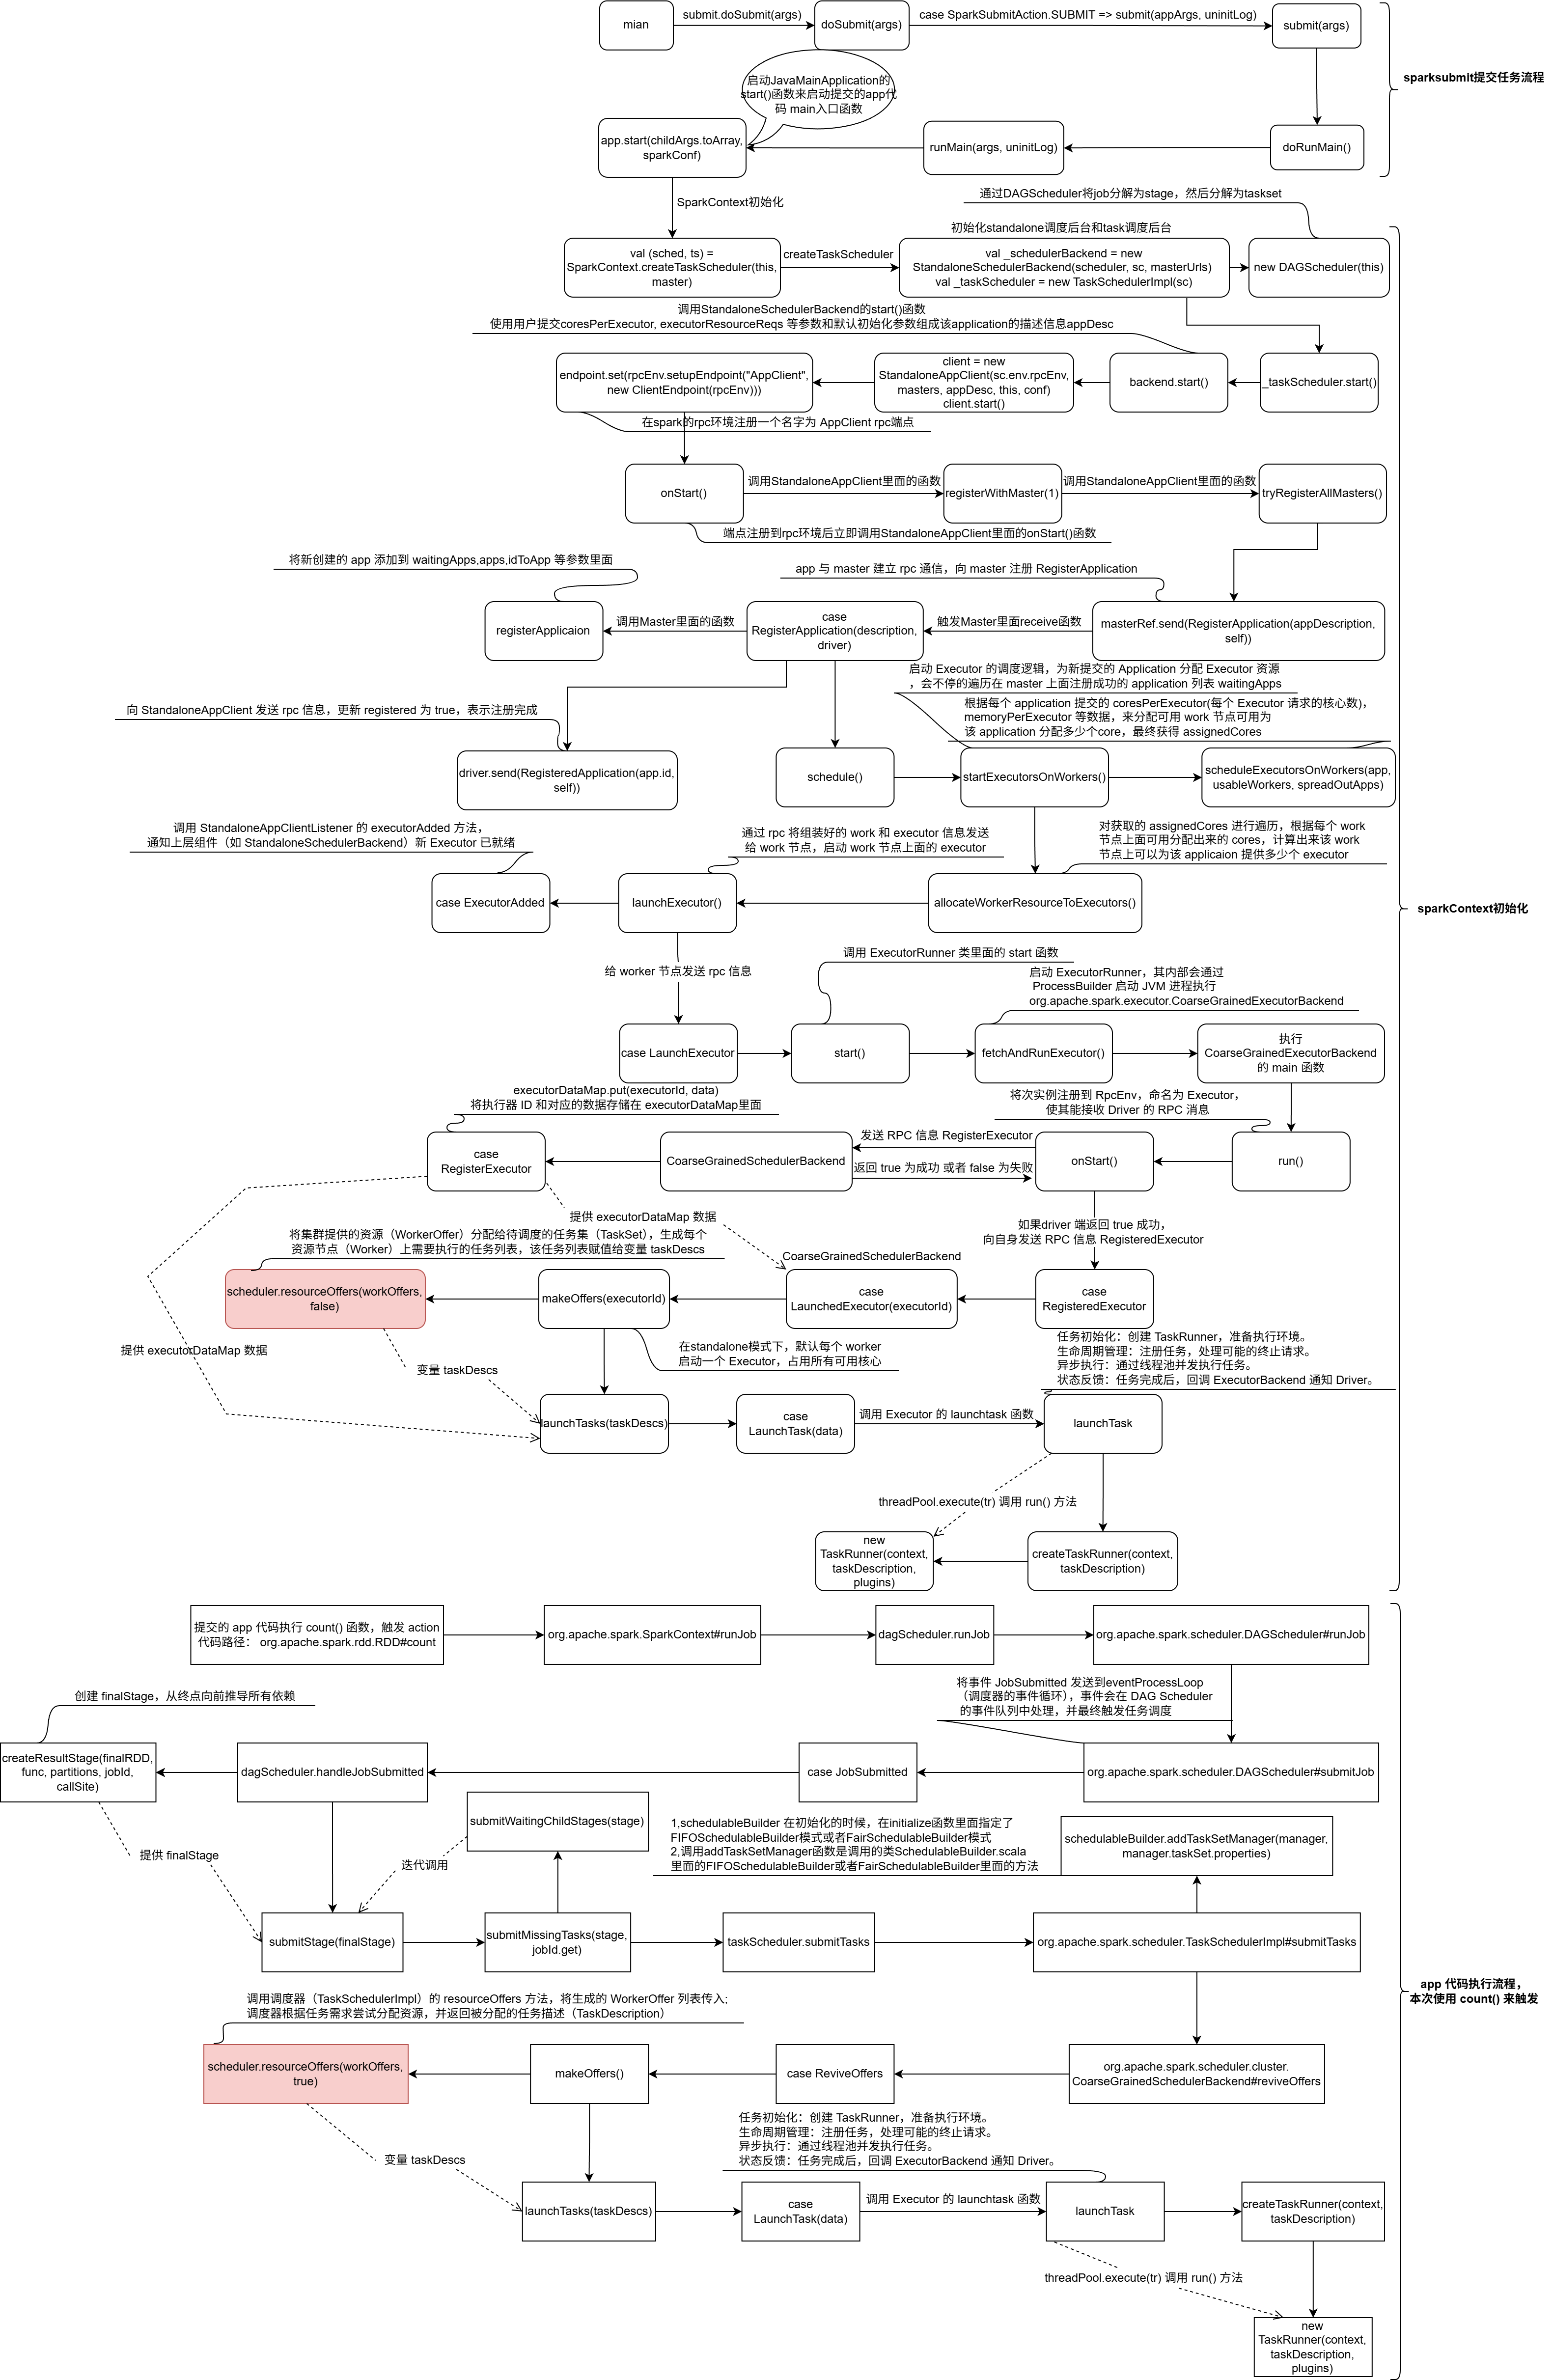 mian
submit.doSubmit(args)
doSubmit(args)
case SparkSubmitAction.SUBMIT => submit(appArgs, uninitLog)
submit(args)
sparksubmit提交任务流程
启动JavaMainApplication的
start()函数来启动提交的app代
码 main入口函数
app.start(childArgs.toArray,
sparkConf)
runMain(args, uninitLog)
doRunMain()
SparkContext初始化
通过DAGScheduler将job分解为stage，然后分解为taskset
初始化standalone调度后台和task调度后台
val (sched, ts) =
SparkContext.createTaskScheduler(this,
master)
createTaskScheduler
val _schedulerBackend = new
StandaloneSchedulerBackend(scheduler, sc, masterUrls)
val _taskScheduler = new TaskSchedulerImpl(sc)
new DAGScheduler(this)
调用StandaloneSchedulerBackend的start()函数
使用用户提交coresPerExecutor, executorResourceReqs 等参数和默认初始化参数组成该application的描述信息appDesc
endpoint.set(rpcEnv.setupEndpoint("AppClient",
new ClientEndpoint(rpcEnv)))
client = new
StandaloneAppClient(sc.env.rpcEnv,
masters, appDesc, this, conf)
client.start()
backend.start()
_taskScheduler.start()
在spark的rpc环境注册一个名字为 AppClient rpc端点
onStart()
调用StandaloneAppClient里面的函数
registerWithMaster(1)
调用StandaloneAppClient里面的函数
tryRegisterAllMasters()
端点注册到rpc环境后立即调用StandaloneAppClient里面的onStart()函数
将新创建的 app 添加到 waitingApps,apps,idToApp 等参数里面
app 与 master 建立 rpc 通信，向 master 注册 RegisterApplication
registerApplicaion
调用Master里面的函数
case
RegisterApplication(description,
driver)
触发Master里面receive函数
masterRef.send(RegisterApplication(appDescription,
self))
启动 Executor 的调度逻辑，为新提交的 Application 分配 Executor 资源
，会不停的遍历在 master 上面注册成功的 application 列表 waitingApps
向 StandaloneAppClient 发送 rpc 信息，更新 registered 为 true，表示注册完成
根据每个 application 提交的 coresPerExecutor(每个 Executor 请求的核心数)，
memoryPerExecutor 等数据，来分配可用 work 节点可用为
该 application 分配多少个core，最终获得 assignedCores
driver.send(RegisteredApplication(app.id,
self))
schedule()
startExecutorsOnWorkers()
scheduleExecutorsOnWorkers(app,
usableWorkers, spreadOutApps)
sparkContext初始化
调用 StandaloneAppClientListener 的 executorAdded 方法，
通知上层组件（如 StandaloneSchedulerBackend）新 Executor 已就绪
通过 rpc 将组装好的 work 和 executor 信息发送
给 work 节点，启动 work 节点上面的 executor
对获取的 assignedCores 进行遍历，根据每个 work
节点上面可用分配出来的 cores，计算出来该 work
节点上可以为该 applicaion 提供多少个 executor
case ExecutorAdded
launchExecutor()
allocateWorkerResourceToExecutors()
给 worker 节点发送 rpc 信息
调用 ExecutorRunner 类里面的 start 函数
启动 ExecutorRunner，其内部会通过
ProcessBuilder 启动 JVM 进程执行
org.apache.spark.executor.CoarseGrainedExecutorBackend
case LaunchExecutor
start()
fetchAndRunExecutor()
执行
CoarseGrainedExecutorBackend
的 main 函数
executorDataMap.put(executorId, data)
将执行器 ID 和对应的数据存储在 executorDataMap里面
将次实例注册到 RpcEnv，命名为 Executor，
使其能接收 Driver 的 RPC 消息
case
RegisterExecutor
CoarseGrainedSchedulerBackend
发送 RPC 信息 RegisterExecutor
返回 true 为成功 或者 false 为失败
onStart()
run()
提供 executorDataMap 数据
如果driver 端返回 true 成功，
向自身发送 RPC 信息 RegisteredExecutor
将集群提供的资源（WorkerOffer）分配给待调度的任务集（TaskSet），生成每个
资源节点（Worker）上需要执行的任务列表，该任务列表赋值给变量 taskDescs
CoarseGrainedSchedulerBackend
scheduler.resourceOffers(workOffers,
false)
makeOffers(executorId)
case
LaunchedExecutor(executorId)
case
RegisteredExecutor
提供 executorDataMap 数据
变量 taskDescs
在standalone模式下，默认每个 worker
启动一个 Executor，占用所有可用核心
任务初始化：创建 TaskRunner，准备执行环境。
生命周期管理：注册任务，处理可能的终止请求。
异步执行：通过线程池并发执行任务。
状态反馈：任务完成后，回调 ExecutorBackend 通知 Driver。
launchTasks(taskDescs)
case
LaunchTask(data)
调用 Executor 的 launchtask 函数
launchTask
threadPool.execute(tr) 调用 run() 方法
new
TaskRunner(context,
taskDescription,
plugins)
createTaskRunner(context,
taskDescription)
提交的 app 代码执行 count() 函数，触发 action
代码路径： org.apache.spark.rdd.RDD#count
org.apache.spark.SparkContext#runJob
dagScheduler.runJob
org.apache.spark.scheduler.DAGScheduler#runJob
创建 finalStage，从终点向前推导所有依赖
将事件 JobSubmitted 发送到eventProcessLoop
（调度器的事件循环），事件会在 DAG Scheduler
的事件队列中处理，并最终触发任务调度
createResultStage(finalRDD,
func, partitions, jobId,
callSite)
dagScheduler.handleJobSubmitted
case JobSubmitted
org.apache.spark.scheduler.DAGScheduler#submitJob
提供 finalStage
submitWaitingChildStages(stage)
迭代调用
1,schedulableBuilder 在初始化的时候，在initialize函数里面指定了
FIFOSchedulableBuilder模式或者FairSchedulableBuilder模式
2,调用addTaskSetManager函数是调用的类SchedulableBuilder.scala
里面的FIFOSchedulableBuilder或者FairSchedulableBuilder里面的方法
schedulableBuilder.addTaskSetManager(manager,
manager.taskSet.properties)
submitStage(finalStage)
submitMissingTasks(stage,
jobId.get)
taskScheduler.submitTasks
org.apache.spark.scheduler.TaskSchedulerImpl#submitTasks
app 代码执行流程，
本次使用 count() 来触发
调用调度器（TaskSchedulerImpl）的 resourceOffers 方法，将生成的 WorkerOffer 列表传入;
调度器根据任务需求尝试分配资源，并返回被分配的任务描述（TaskDescription）
scheduler.resourceOffers(workOffers,
true)
makeOffers()
case ReviveOffers
org.apache.spark.scheduler.cluster.
CoarseGrainedSchedulerBackend#reviveOffers
变量 taskDescs
任务初始化：创建 TaskRunner，准备执行环境。
生命周期管理：注册任务，处理可能的终止请求。
异步执行：通过线程池并发执行任务。
状态反馈：任务完成后，回调 ExecutorBackend 通知 Driver。
launchTasks(taskDescs)
case
LaunchTask(data)
调用 Executor 的 launchtask 函数
launchTask
createTaskRunner(context,
taskDescription)
threadPool.execute(tr) 调用 run() 方法
new
TaskRunner(context,
taskDescription,
plugins)